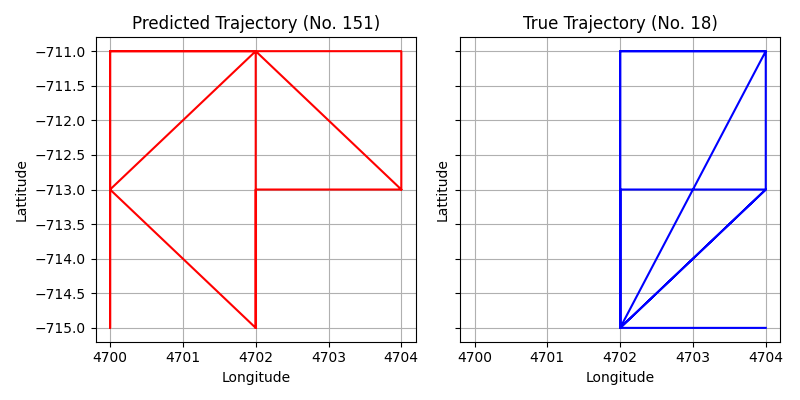 Predicted Trajectory (No. 151)
True Trajectory (No. 18)
−711.0
−711.5
−712.0
−712.5
−713.0
−713.5
−714.0
−714.5
−715.0
Lattitude
Lattitude
4700 4701 4702 4703 4704
4700 4701 4702 4703 4704
Longitude
Longitude